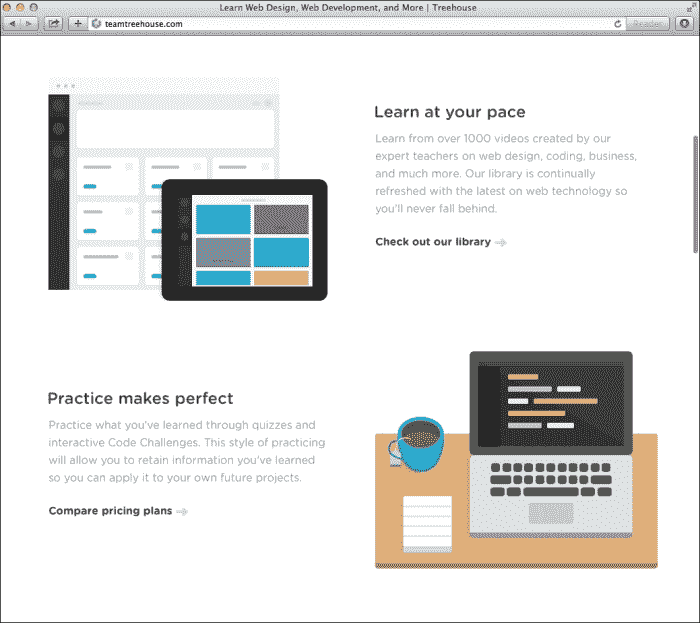 Learn Web Design, Web Development, and More | Treehouse
teamtreehouse.com
Reader
Learn at your pace
Learn from over 1000 videos created by our
expert teachers on web design, coding, business,
and much more. Our library is continually
refreshed with the latest on web technology so
you'll never fall behind.
Check out our library
Practice makes perfect
Practice what you've learned through quizzes and
interactive Code Challenges. This style of practicing
will allow you to retain information you've learned
so you can apply it to your own future projects.
Compare pricing plans